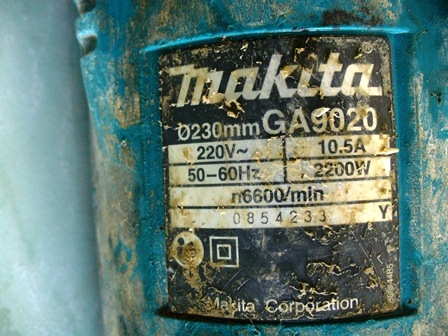 makita
Ø230mm GA9020
220V~ 10.5A
50-60Hz 2200W
n6600/min
0854233 Y
Makita Corporation